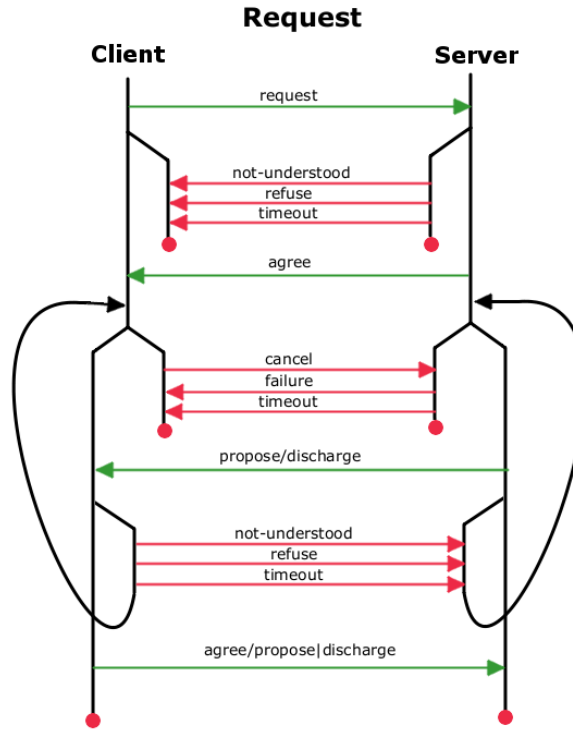 Request
Client
Server
request
not-understood
refuse
timeout
agree
cancel
failure
timeout
propose/discharge
not-understood
refuse
timeout
agree/propose|discharge